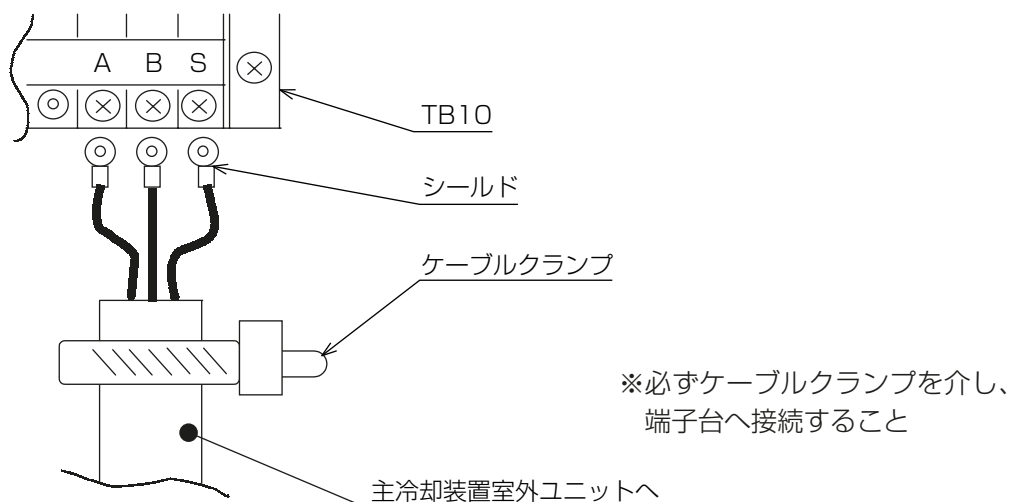 A B S
TB10
シールド
ケーブルクランプ
※必ずケーブルクランプを介し、
端子台へ接続すること
主冷却装置室外ユニットへ